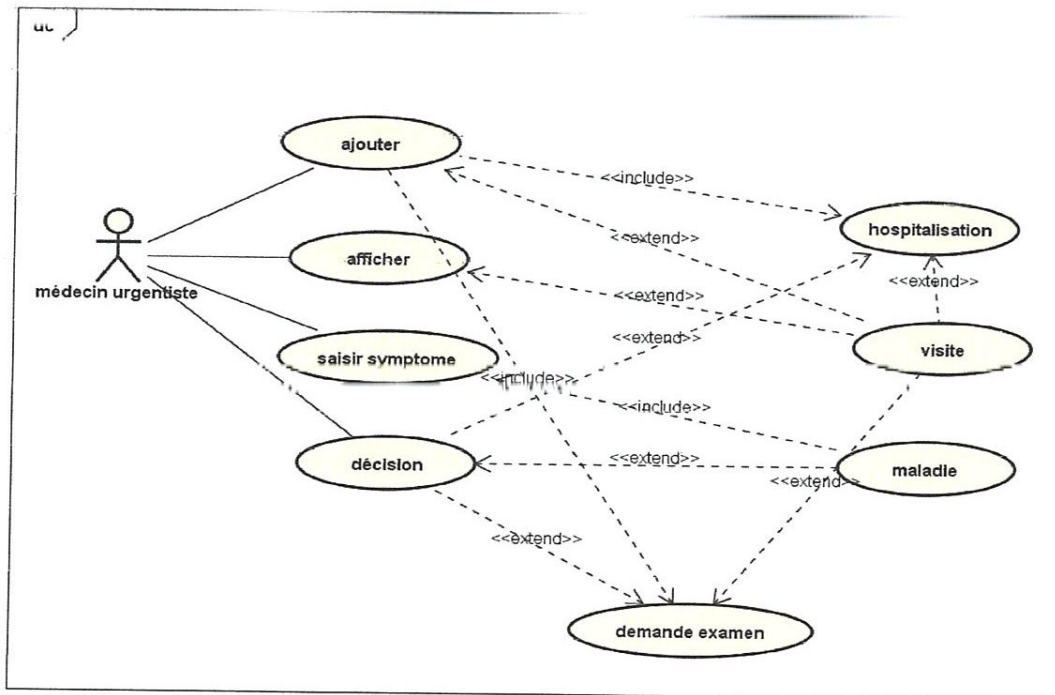 ajouter
<<include>>
hospitalisation
<<extend>>
afficher
<<extend>>
médecin urgentiste
<<extend>>
<<extend>>
visite
saisir symptome
<<include>>
<<include>>
décision
<<extend>>
maladie
<<extend>>
<<extend>>
demande examen